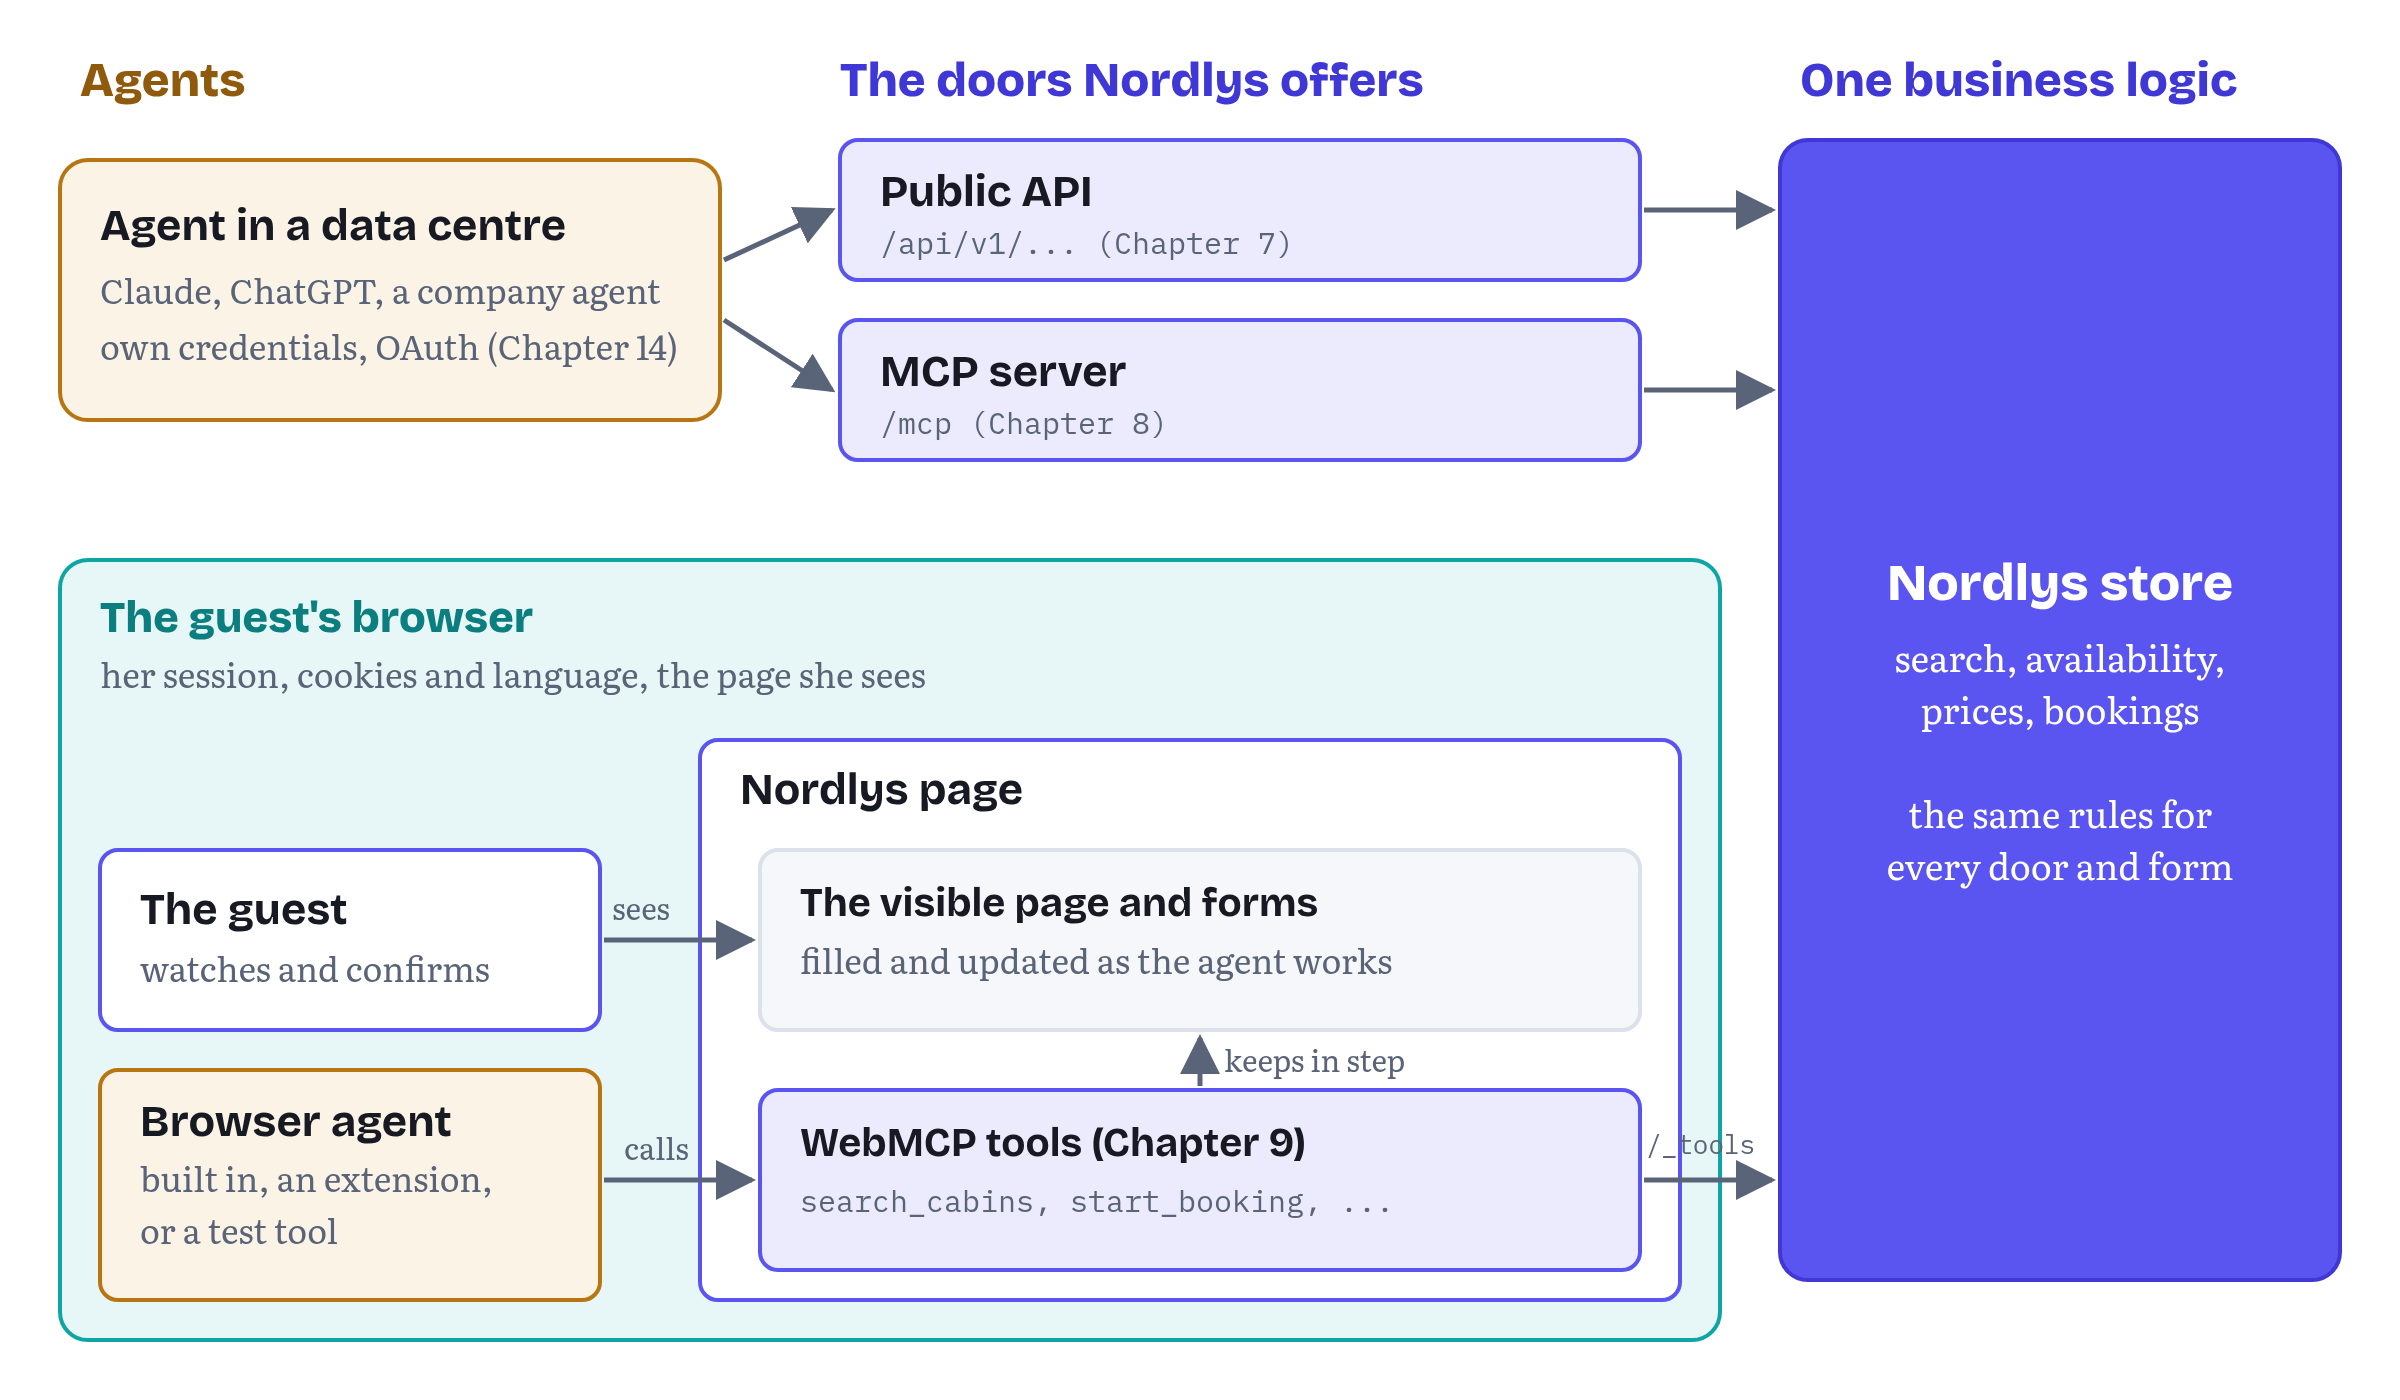 Agents
The doors Nordlys offers
One business logic
Agent in a data centre
Claude, ChatGPT, a company agent
own credentials, OAuth (Chapter 14)
Public API
/api/v1/... (Chapter 7)
MCP server
/mcp (Chapter 8)
The guest's browser
her session, cookies and language, the page she sees
Nordlys page
The guest
watches and confirms
sees
The visible page and forms
filled and updated as the agent works
keeps in step
Browser agent
built in, an extension,
or a test tool
calls
WebMCP tools (Chapter 9)
search_cabins, start_booking, ...
/_tools
Nordlys store
search, availability,
prices, bookings
the same rules for
every door and form